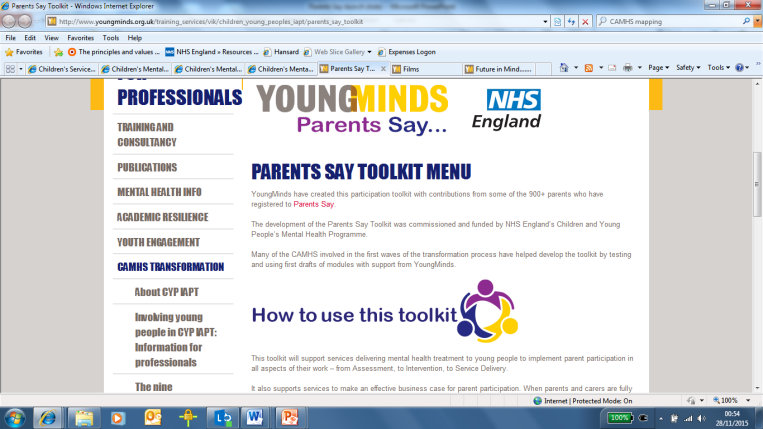 Parents Say Toolkit - Windows Internet Explorer
http://www.youngminds.org.uk/training_services/vik/children_young_peoples_iapt/parents_say_toolkit
CAMHS mapping
File Edit View Favorites Tools Help
Favorites The principles and values ... NHS England » Resources ... Hansard Web Slice Gallery Expenses Logon
Children's Service... Children's Mental... Children's Mental... Children's Menta... Parents Say T... X Films Future in Mind...... Page Safety Tools
PROFESSIONALS
TRAINING AND
CONSULTANCY
PUBLICATIONS
MENTAL HEALTH INFO
ACADEMIC RESILIENCE
YOUTH ENGAGEMENT
CAMHS TRANSFORMATION
About CYP IAPT
Involving young
people in CYP IAPT:
Information for
professionals
The nine
YOUNGMINDS
Parents Say...
NHS
England
PARENTS SAY TOOLKIT MENU
YoungMinds have created this participation toolkit with contributions from some of the 900+ parents who have
registered to Parents Say.
The development of the Parents Say Toolkit was commissioned and funded by NHS England's Children and Young
People's Mental Health Programme.
Many of the CAMHS involved in the first waves of the transformation process have helped develop the toolkit by testing
and using first drafts of modules with support from YoungMinds.
How to use this toolkit
This toolkit will support services delivering mental health treatment to young people to implement parent participation in
all aspects of their work – from Assessment, to Intervention, to Service Delivery.
It also supports services to make an effective business case for parent participation. When parents and carers are fully
Internet | Protected Mode: On
100%
100%
00:54
28/11/2015